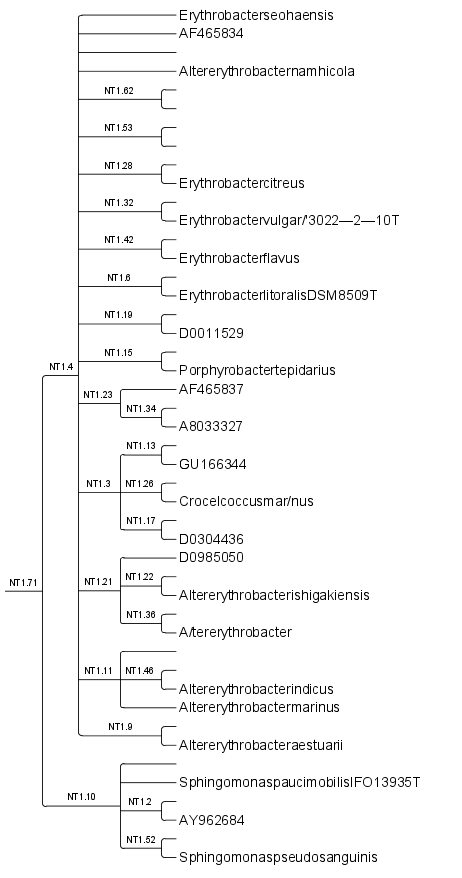 Erythrobacterseohaensis
AF465834
Altererythrobacternamhicola
NT1.62
NT1.53
NT1.28
Erythrobactercitreus
NT1.32
Erythrobactervulgar/'3022—2—10T
NT1.42
Erythrobacterflavus
NT1.6
ErythrobacterlitoralisDSM8509T
NT1.19
D0011529
NT1.15
Porphyrobactertepidarius
NT1.4
AF465837
NT1.23
NT1.34
A8033327
NT1.13
GU166344
NT1.3
NT1.26
Crocelcoccusmar/nus
NT1.17
D0304436
D0985050
NT1.71
NT1.21
NT1.22
Altererythrobacterishigakiensis
NT1.36
A/tererythrobacter
NT1.11
NT1.46
Altererythrobacterindicus
Altererythrobactermarinus
NT1.9
Altererythrobacteraestuarii
SphingomonaspaucimobilisIFO13935T
NT1.10
NT1.2
AY962684
NT1.52
Sphingomonaspseudosanguinis